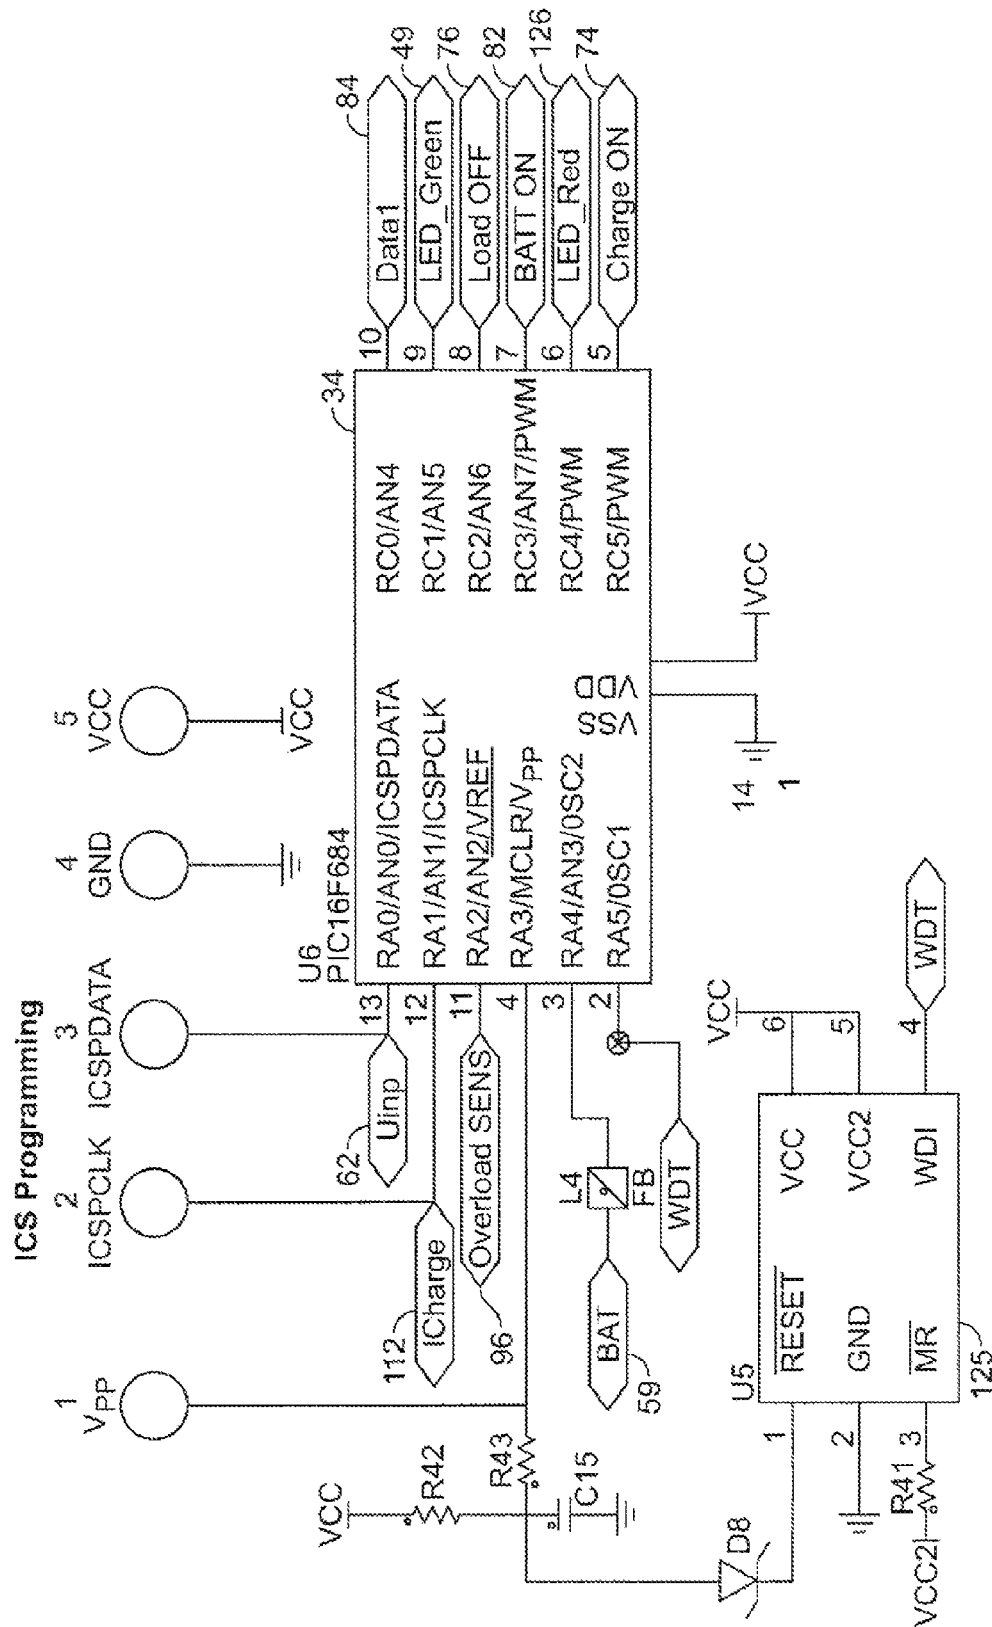 ICS Programming
1
VPP
2
ICSPCLK
3
ICSPDATA
4
GND
5
VCC
VCC
VCC
R42
R43
C15
D8
112
ICharge
62
Uinp
96
Overload SENS
BAT
59
L4
FB
WDT
13
12
11
4
3
2
U6
PIC16F684
34
RA0/AN0/ICSPDATA
RA1/AN1/ICSPCLK
RA2/AN2/VREF
RA3/MCLR/VPP
RA4/AN3/0SC2
RA5/0SC1
VSS
VDD
RC0/AN4
RC1/AN5
RC2/AN6
RC3/AN7/PWM
RC4/PWM
RC5/PWM
10
9
8
7
6
5
Data1
LED_Green
Load OFF
BATT ON
LED_Red
Charge ON
84
49
76
82
126
74
14
1
VCC
U5
125
RESET
GND
MR
VCC
VCC2
WDI
1
2
3
R41
VCC2
6
5
4
VCC
WDT